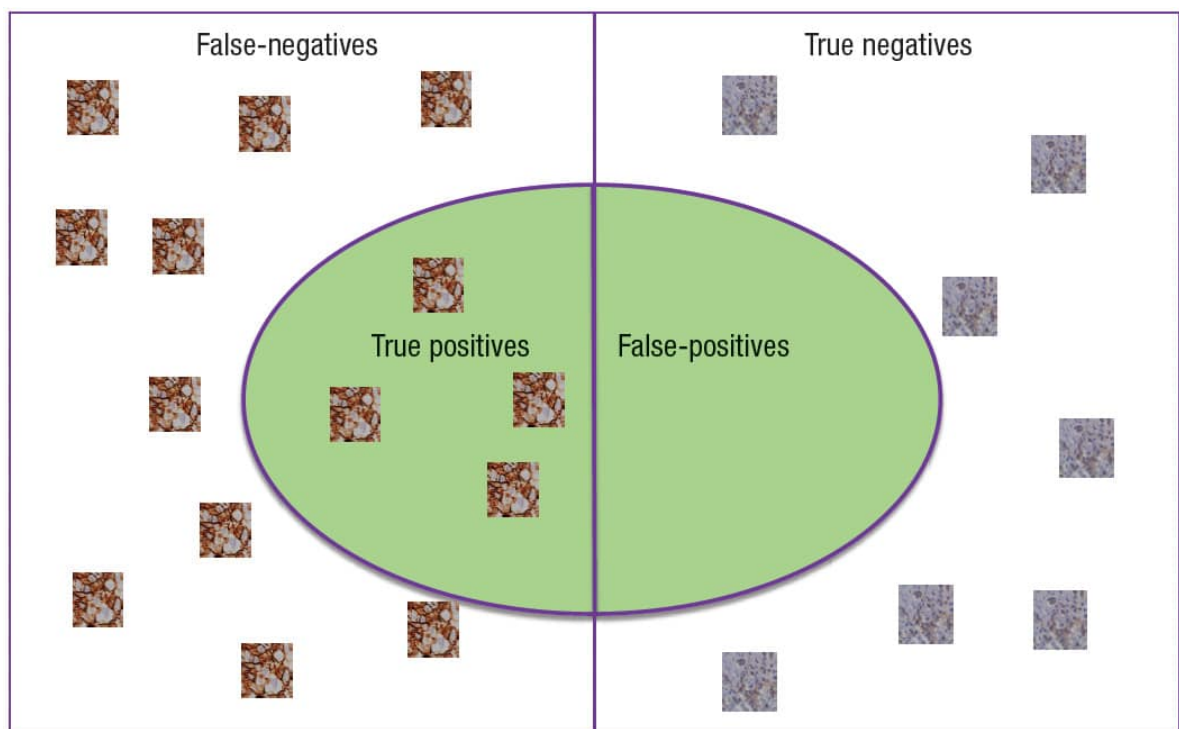 False-negatives
True negatives
True positives
False-positives